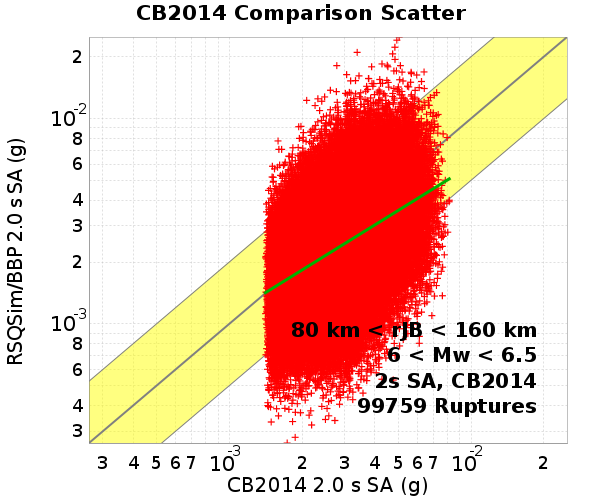 CB2014 Comparison Scatter
RSQSim/BBP 2.0 s SA (g)
2
10-2
8
6
4
3
2
10-3
8
6
4
3
80 km < rJB < 160 km
6 < Mw < 6.5
2s SA, CB2014
99759 Ruptures
3 4 5 6 7 10-3 2 3 4 5 6 7 10-2 2
CB2014 2.0 s SA (g)